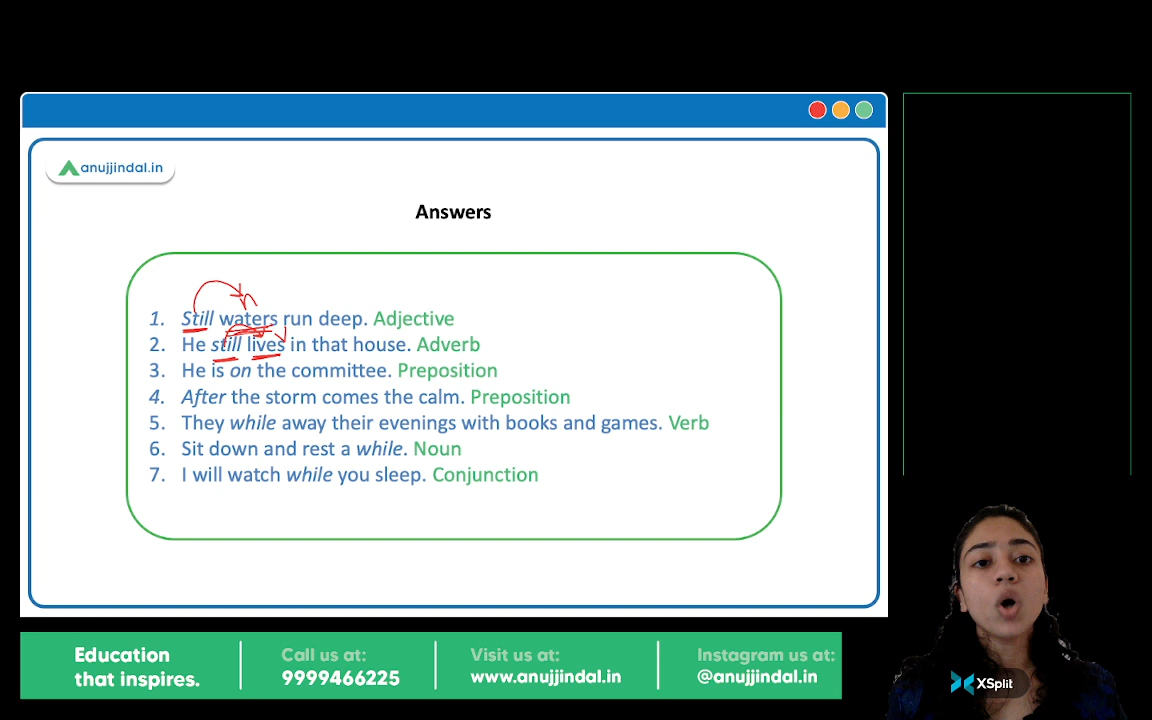 anujjindal.in
Answers
1. Still waters run deep. Adjective
2. He still lives in that house. Adverb
3. He is on the committee. Preposition
4. After the storm comes the calm. Preposition
5. They while away their evenings with books and games. Verb
6. Sit down and rest a while. Noun
7. I will watch while you sleep. Conjunction
Education
that inspires.
Call us at:
9999466225
Visit us at:
www.anujjindal.in
Instagram us at:
@anujjindal.in
XSplit